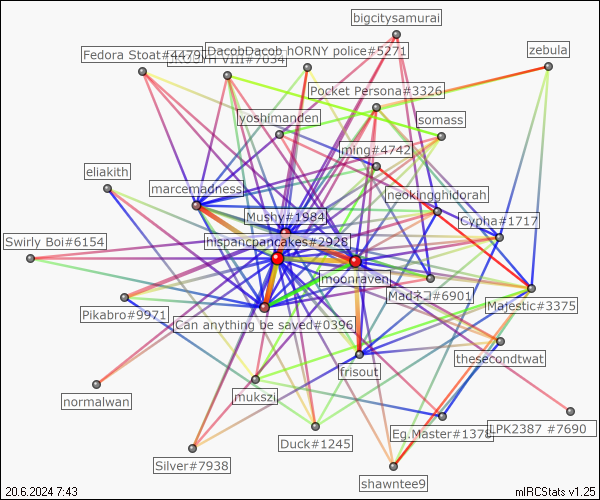 bigcitysamurai
zebula
DacobDacob hORNY police#5271
Fedora Stoat#4479
Pocket Persona#3326
yoshimanden
somass
ming#4742
eliakith
marcemadness
neokingghidorah
Mushy#1984
Cypha#1717
Swirly Boi#6154
hispancpancakes#2928
moonraven
Madネコ#6901
Majestic#3375
Pikabro#9971
Can anything be saved#0396
thesecondtwat
frisout
normalwan
mukszi
Duck#1245
Eg.Master#1378
LPK2387 #7690
Silver#7938
shawntee9
20.6.2024 7:43
mIRCStats v1.25